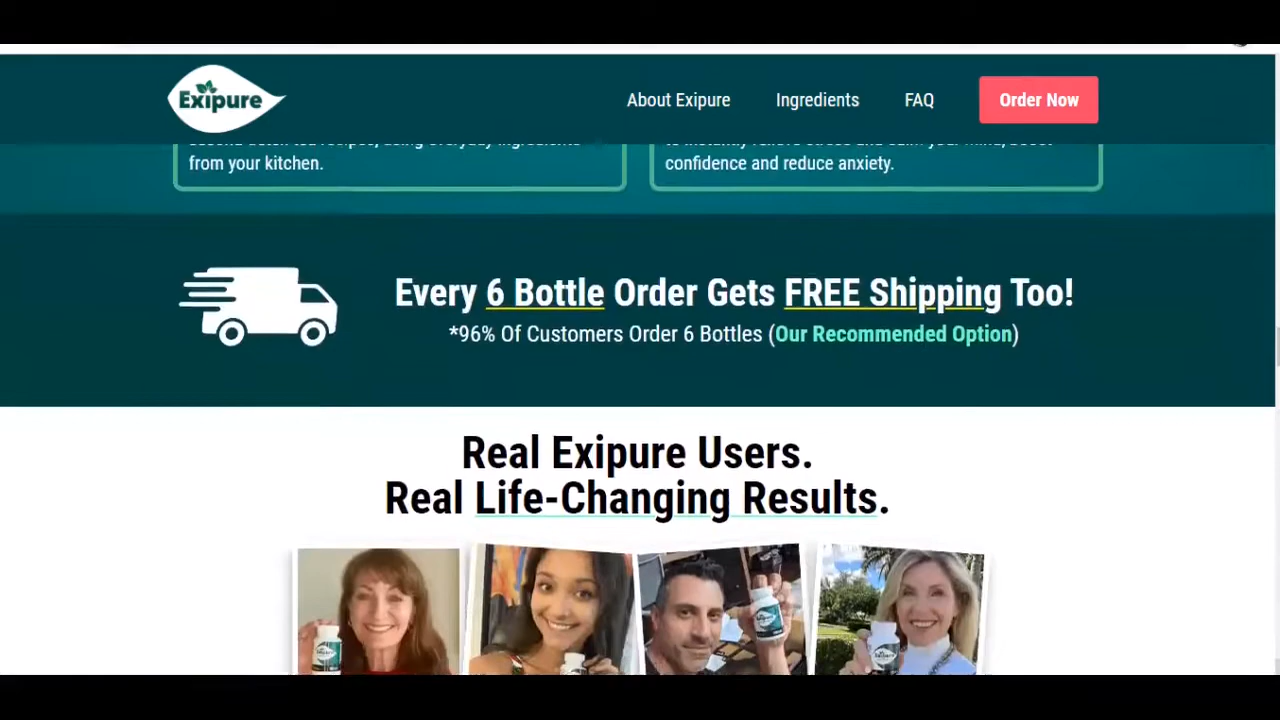 Exipure
About Exipure
Ingredients
FAQ
Order Now
from your kitchen.
confidence and reduce anxiety.
Every 6 Bottle Order Gets FREE Shipping Too!
*96% Of Customers Order 6 Bottles (Our Recommended Option)
Real Exipure Users.
Real Life-Changing Results.
Exipure
Exipure